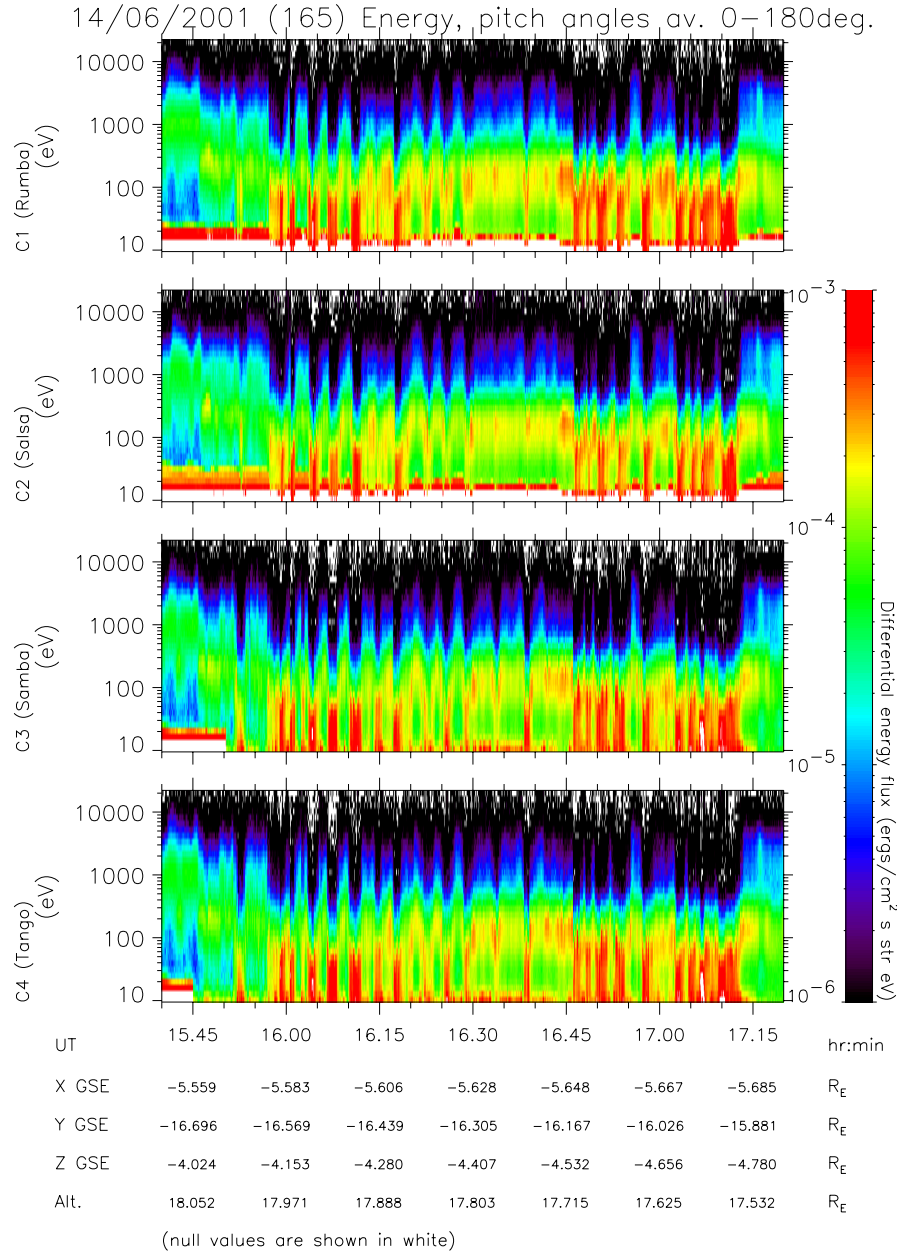 14/06/2001 (165) Energy, pitch angles av. 0-180deg.
10000
1000
100
10
C1 (Rumba)
(eV)
10000
1000
100
10
C2 (Salsa)
(eV)
10000
1000
100
10
C3 (Samba)
(eV)
10000
1000
100
10
C4 (Tango)
(eV)
10−3
10−4
10−5
10−6
Differential energy flux (ergs/cm2 s str eV)
UT 15.45 16.00 16.15 16.30 16.45 17.00 17.15 hr:min
X GSE −5.559 −5.583 −5.606 −5.628 −5.648 −5.667 −5.685 RE
Y GSE −16.696 −16.569 −16.439 −16.305 −16.167 −16.026 −15.881 RE
Z GSE −4.024 −4.153 −4.280 −4.407 −4.532 −4.656 −4.780 RE
Alt. 18.052 17.971 17.888 17.803 17.715 17.625 17.532 RE
(null values are shown in white)